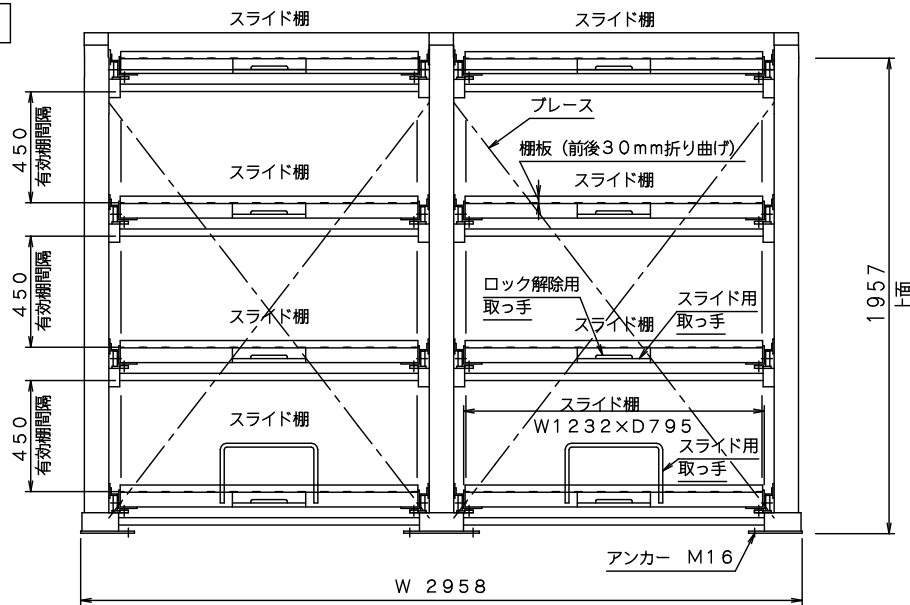 スライド棚
スライド棚
ブレース
棚板（前後30mm折り曲げ）
450
有効棚間隔
スライド棚
スライド棚
1957
上面
450
有効棚間隔
ロック解除用
取っ手
スライド用
取っ手
スライド棚
スライド棚
450
有効棚間隔
スライド棚
スライド棚
W1232×D795
スライド用
取っ手
アンカー M16
W 2958